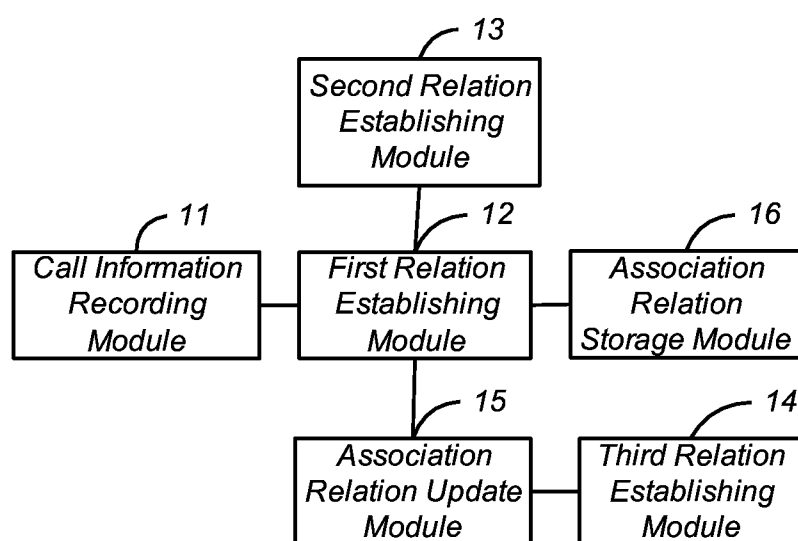 13
Second Relation
Establishing
Module
11
12
16
Call Information
Recording
Module
First Relation
Establishing
Module
Association
Relation
Storage Module
15
14
Association
Relation Update
Module
Third Relation
Establishing
Module